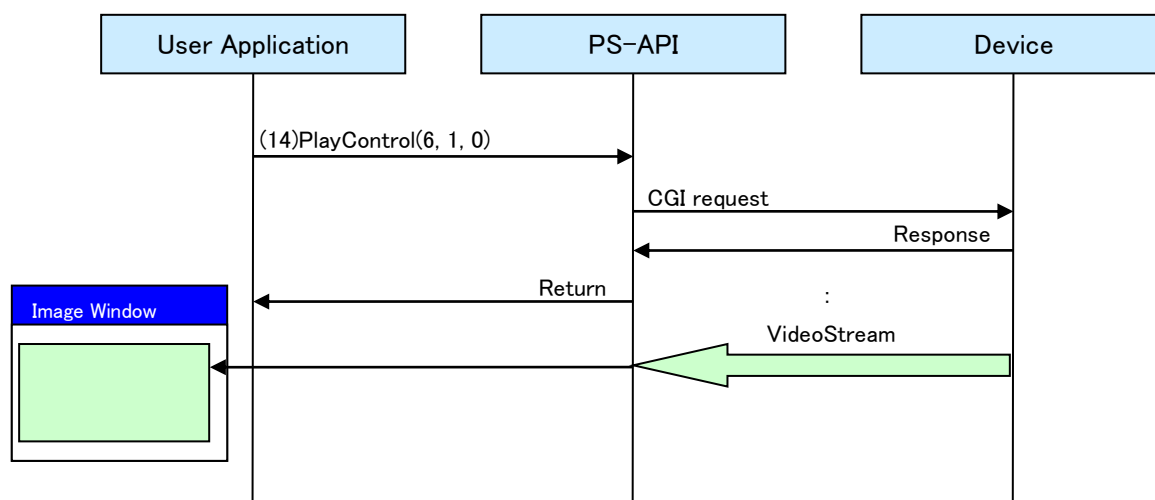 User Application
PS-API
Device
(14)PlayControl(6, 1, 0)
CGI request
Response
Return
:
Image Window
VideoStream